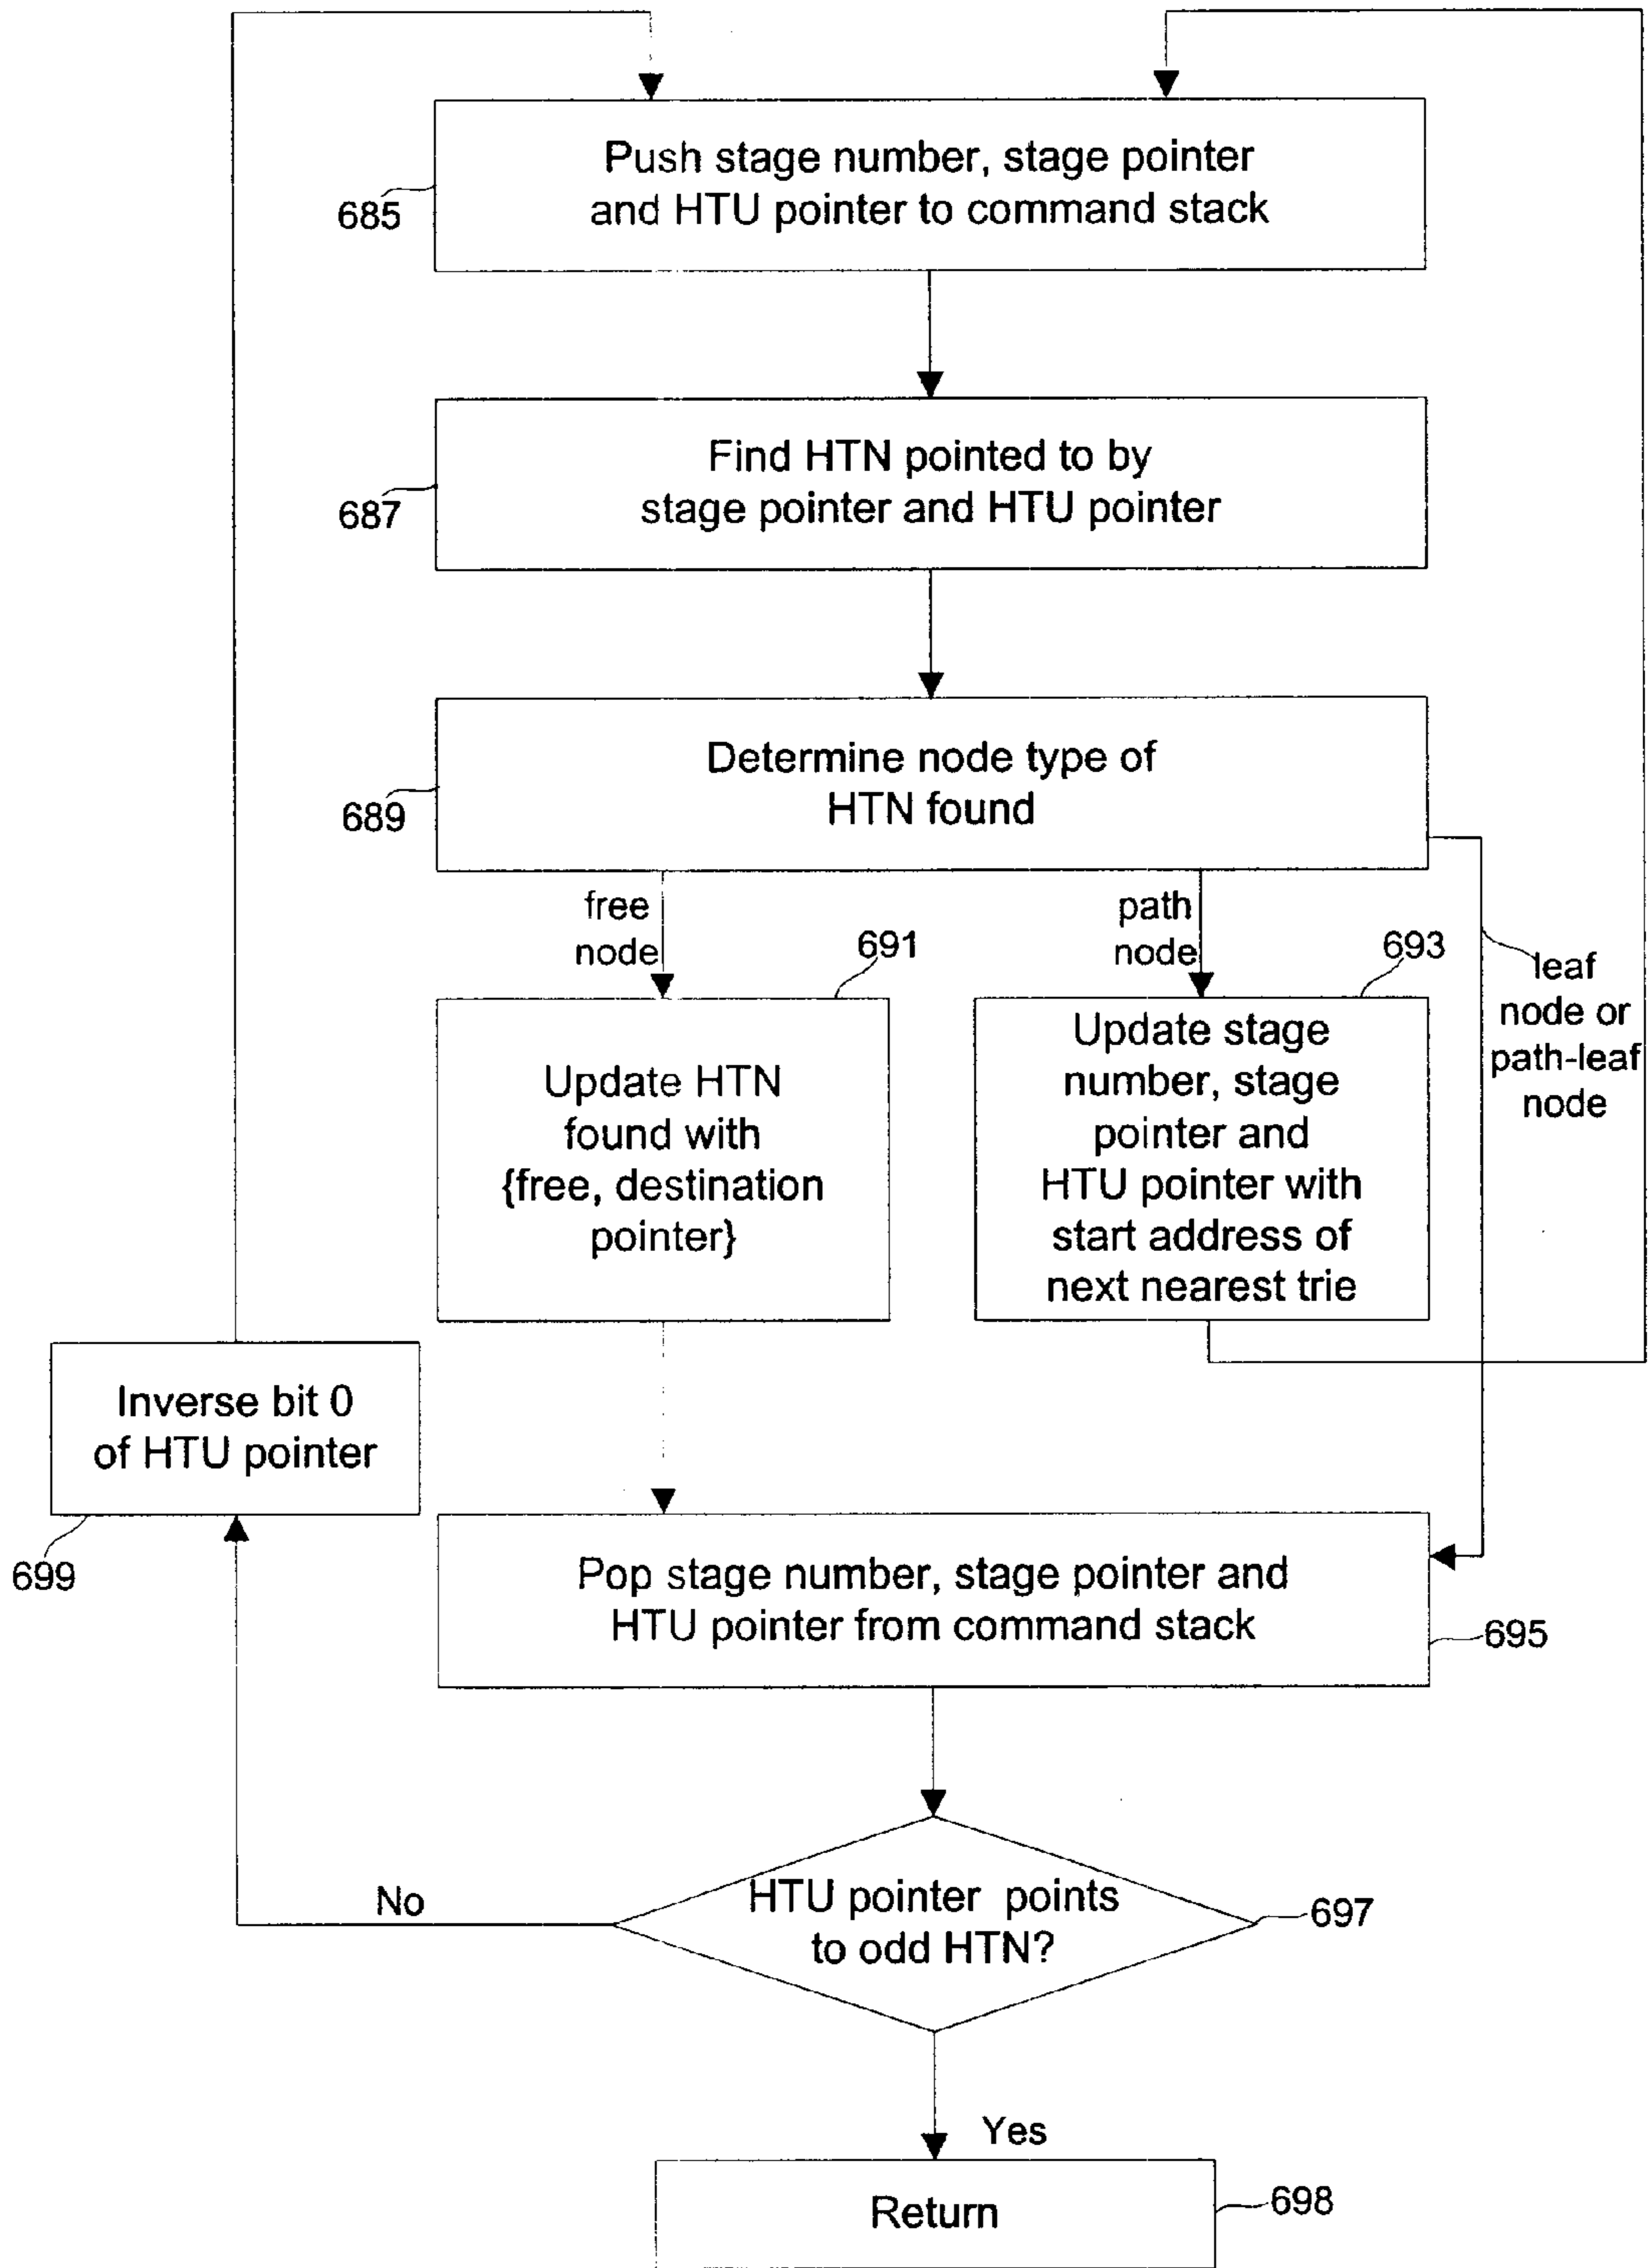 Push stage number, stage pointer
and HTU pointer to command stack
685
Find HTN pointed to by
stage pointer and HTU pointer
687
Determine node type of
HTN found
689
free
node
path
node
leaf
node or
path-leaf
node
691
693
Update HTN
found with
{free, destination
pointer}
Update stage
number, stage
pointer and
HTU pointer with
start address of
next nearest trie
Inverse bit 0
of HTU pointer
699
Pop stage number, stage pointer and
HTU pointer from command stack
695
HTU pointer points
to odd HTN?
697
No
Yes
Return
698